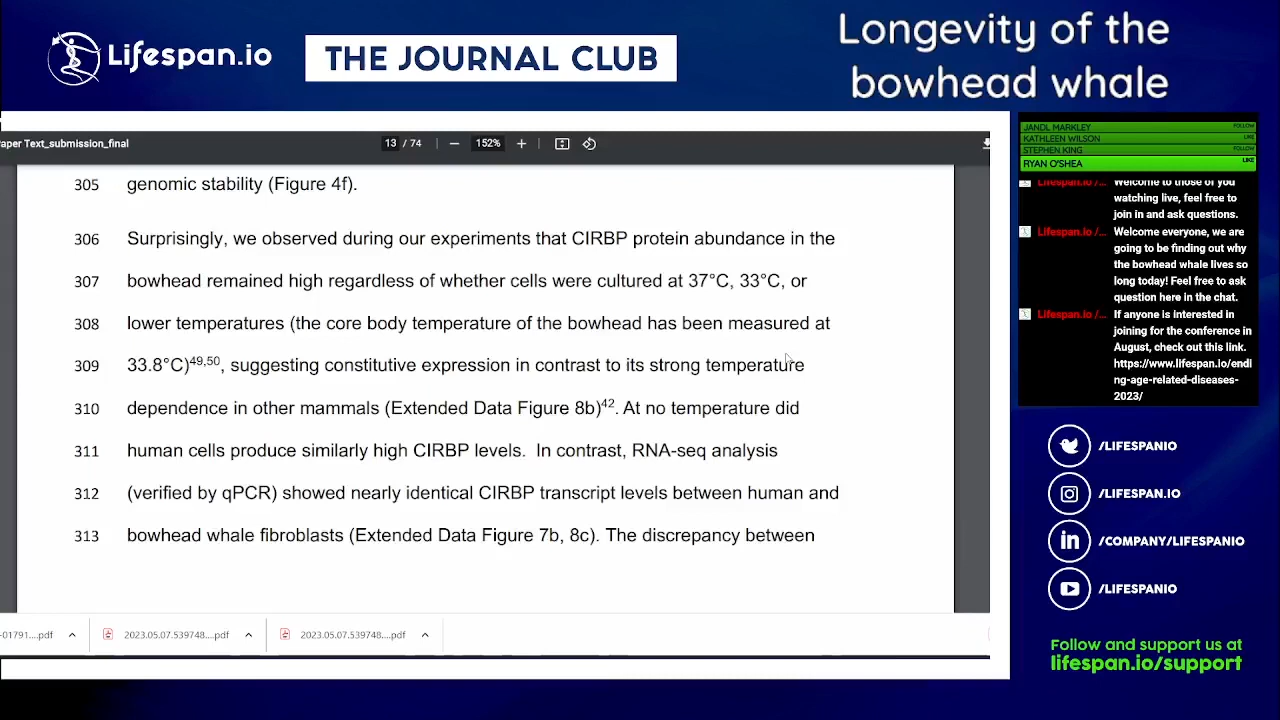 Lifespan.io
THE JOURNAL CLUB
Longevity of the
bowhead whale
aper Text_submission_final
13 / 74
152%
305 genomic stability (Figure 4f).
306 Surprisingly, we observed during our experiments that CIRBP protein abundance in the
307 bowhead remained high regardless of whether cells were cultured at 37°C, 33°C, or
308 lower temperatures (the core body temperature of the bowhead has been measured at
309 33.8°C)49,50, suggesting constitutive expression in contrast to its strong temperature
310 dependence in other mammals (Extended Data Figure 8b)42. At no temperature did
311 human cells produce similarly high CIRBP levels.  In contrast, RNA-seq analysis
312 (verified by qPCR) showed nearly identical CIRBP transcript levels between human and
313 bowhead whale fibroblasts (Extended Data Figure 7b, 8c). The discrepancy between
-01791....pdf
2023.05.07.539748....pdf
2023.05.07.539748....pdf
JANDL MARKLEY FOLLOW
KATHLEEN WILSON LIKE
STEPHEN KING FOLLOW
RYAN O'SHEA LIKE
Lifespan.io /... Welcome to those of you
watching live, feel free to
join in and ask questions.
Lifespan.io /... Welcome everyone, we are
going to be finding out why
the bowhead whale lives so
long today! Feel free to ask
question here in the chat.
Lifespan.io /... If anyone is interested in
joining for the conference in
August, check out this link.
https://www.lifespan.io/endi
ng-age-related-diseases-
2023/
/LIFESPANIO
/LIFESPAN.IO
in /COMPANY/LIFESPANIO
/LIFESPANIO
Follow and support us at
lifespan.io/support